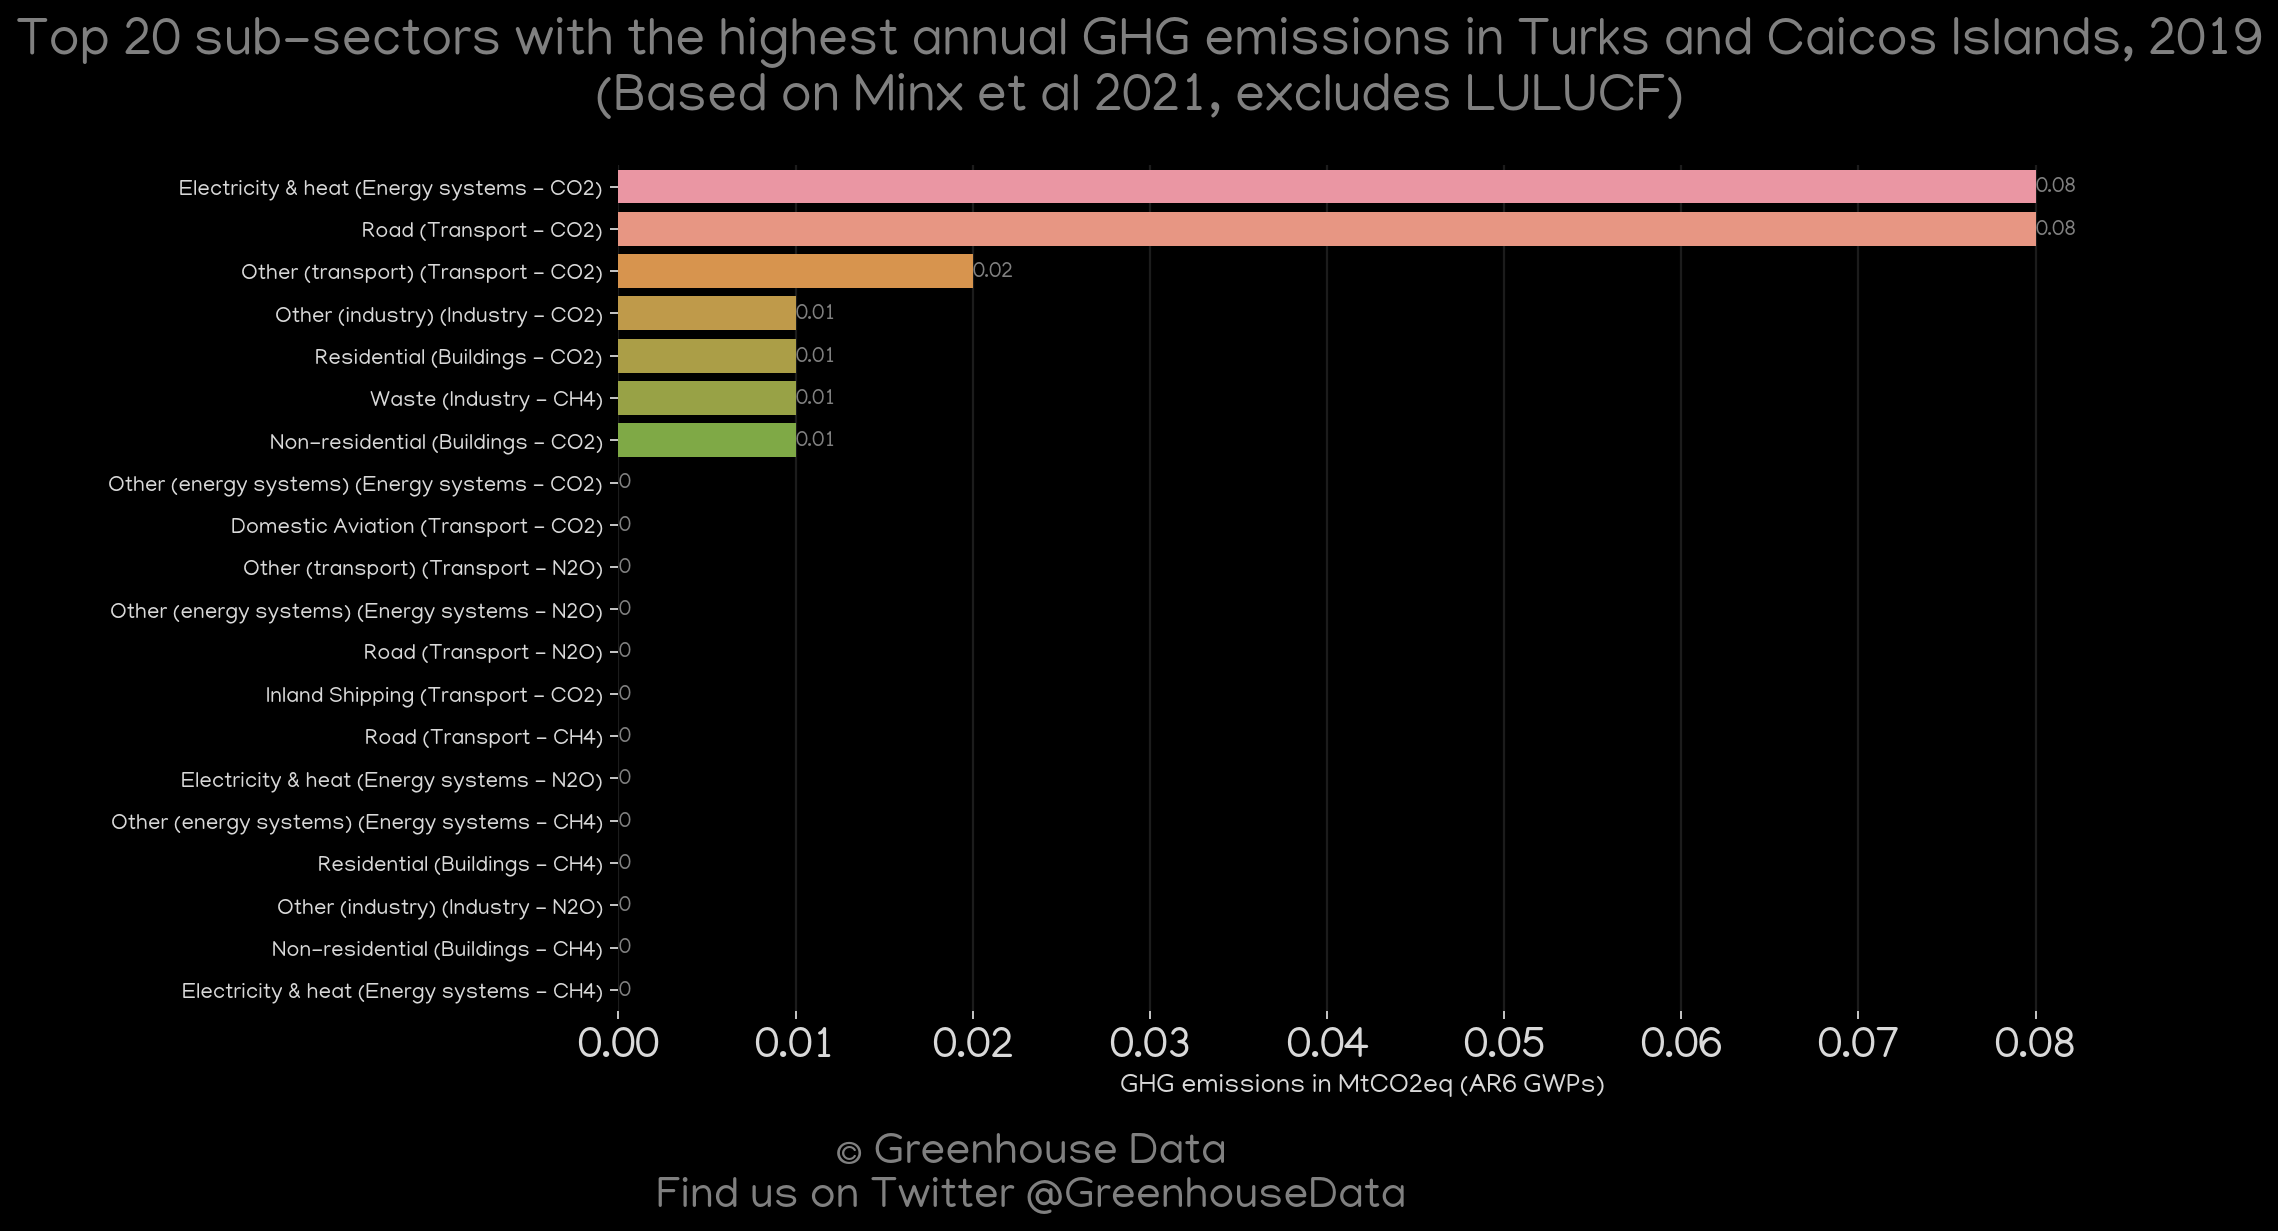 Top 20 sub-sectors with the highest annual GHG emissions in Turks and Caicos Islands, 2019
(Based on Minx et al 2021, excludes LULUCF)
Electricity & heat (Energy systems - CO2) 0.08
Road (Transport - CO2) 0.08
Other (transport) (Transport - CO2) 0.02
Other (industry) (Industry - CO2) 0.01
Residential (Buildings - CO2) 0.01
Waste (Industry - CH4) 0.01
Non-residential (Buildings - CO2) 0.01
Other (energy systems) (Energy systems - CO2) 0
Domestic Aviation (Transport - CO2) 0
Other (transport) (Transport - N2O) 0
Other (energy systems) (Energy systems - N2O) 0
Road (Transport - N2O) 0
Inland Shipping (Transport - CO2) 0
Road (Transport - CH4) 0
Electricity & heat (Energy systems - N2O) 0
Other (energy systems) (Energy systems - CH4) 0
Residential (Buildings - CH4) 0
Other (industry) (Industry - N2O) 0
Non-residential (Buildings - CH4) 0
Electricity & heat (Energy systems - CH4) 0
0.00 0.01 0.02 0.03 0.04 0.05 0.06 0.07 0.08
GHG emissions in MtCO2eq (AR6 GWPs)
© Greenhouse Data
Find us on Twitter @GreenhouseData